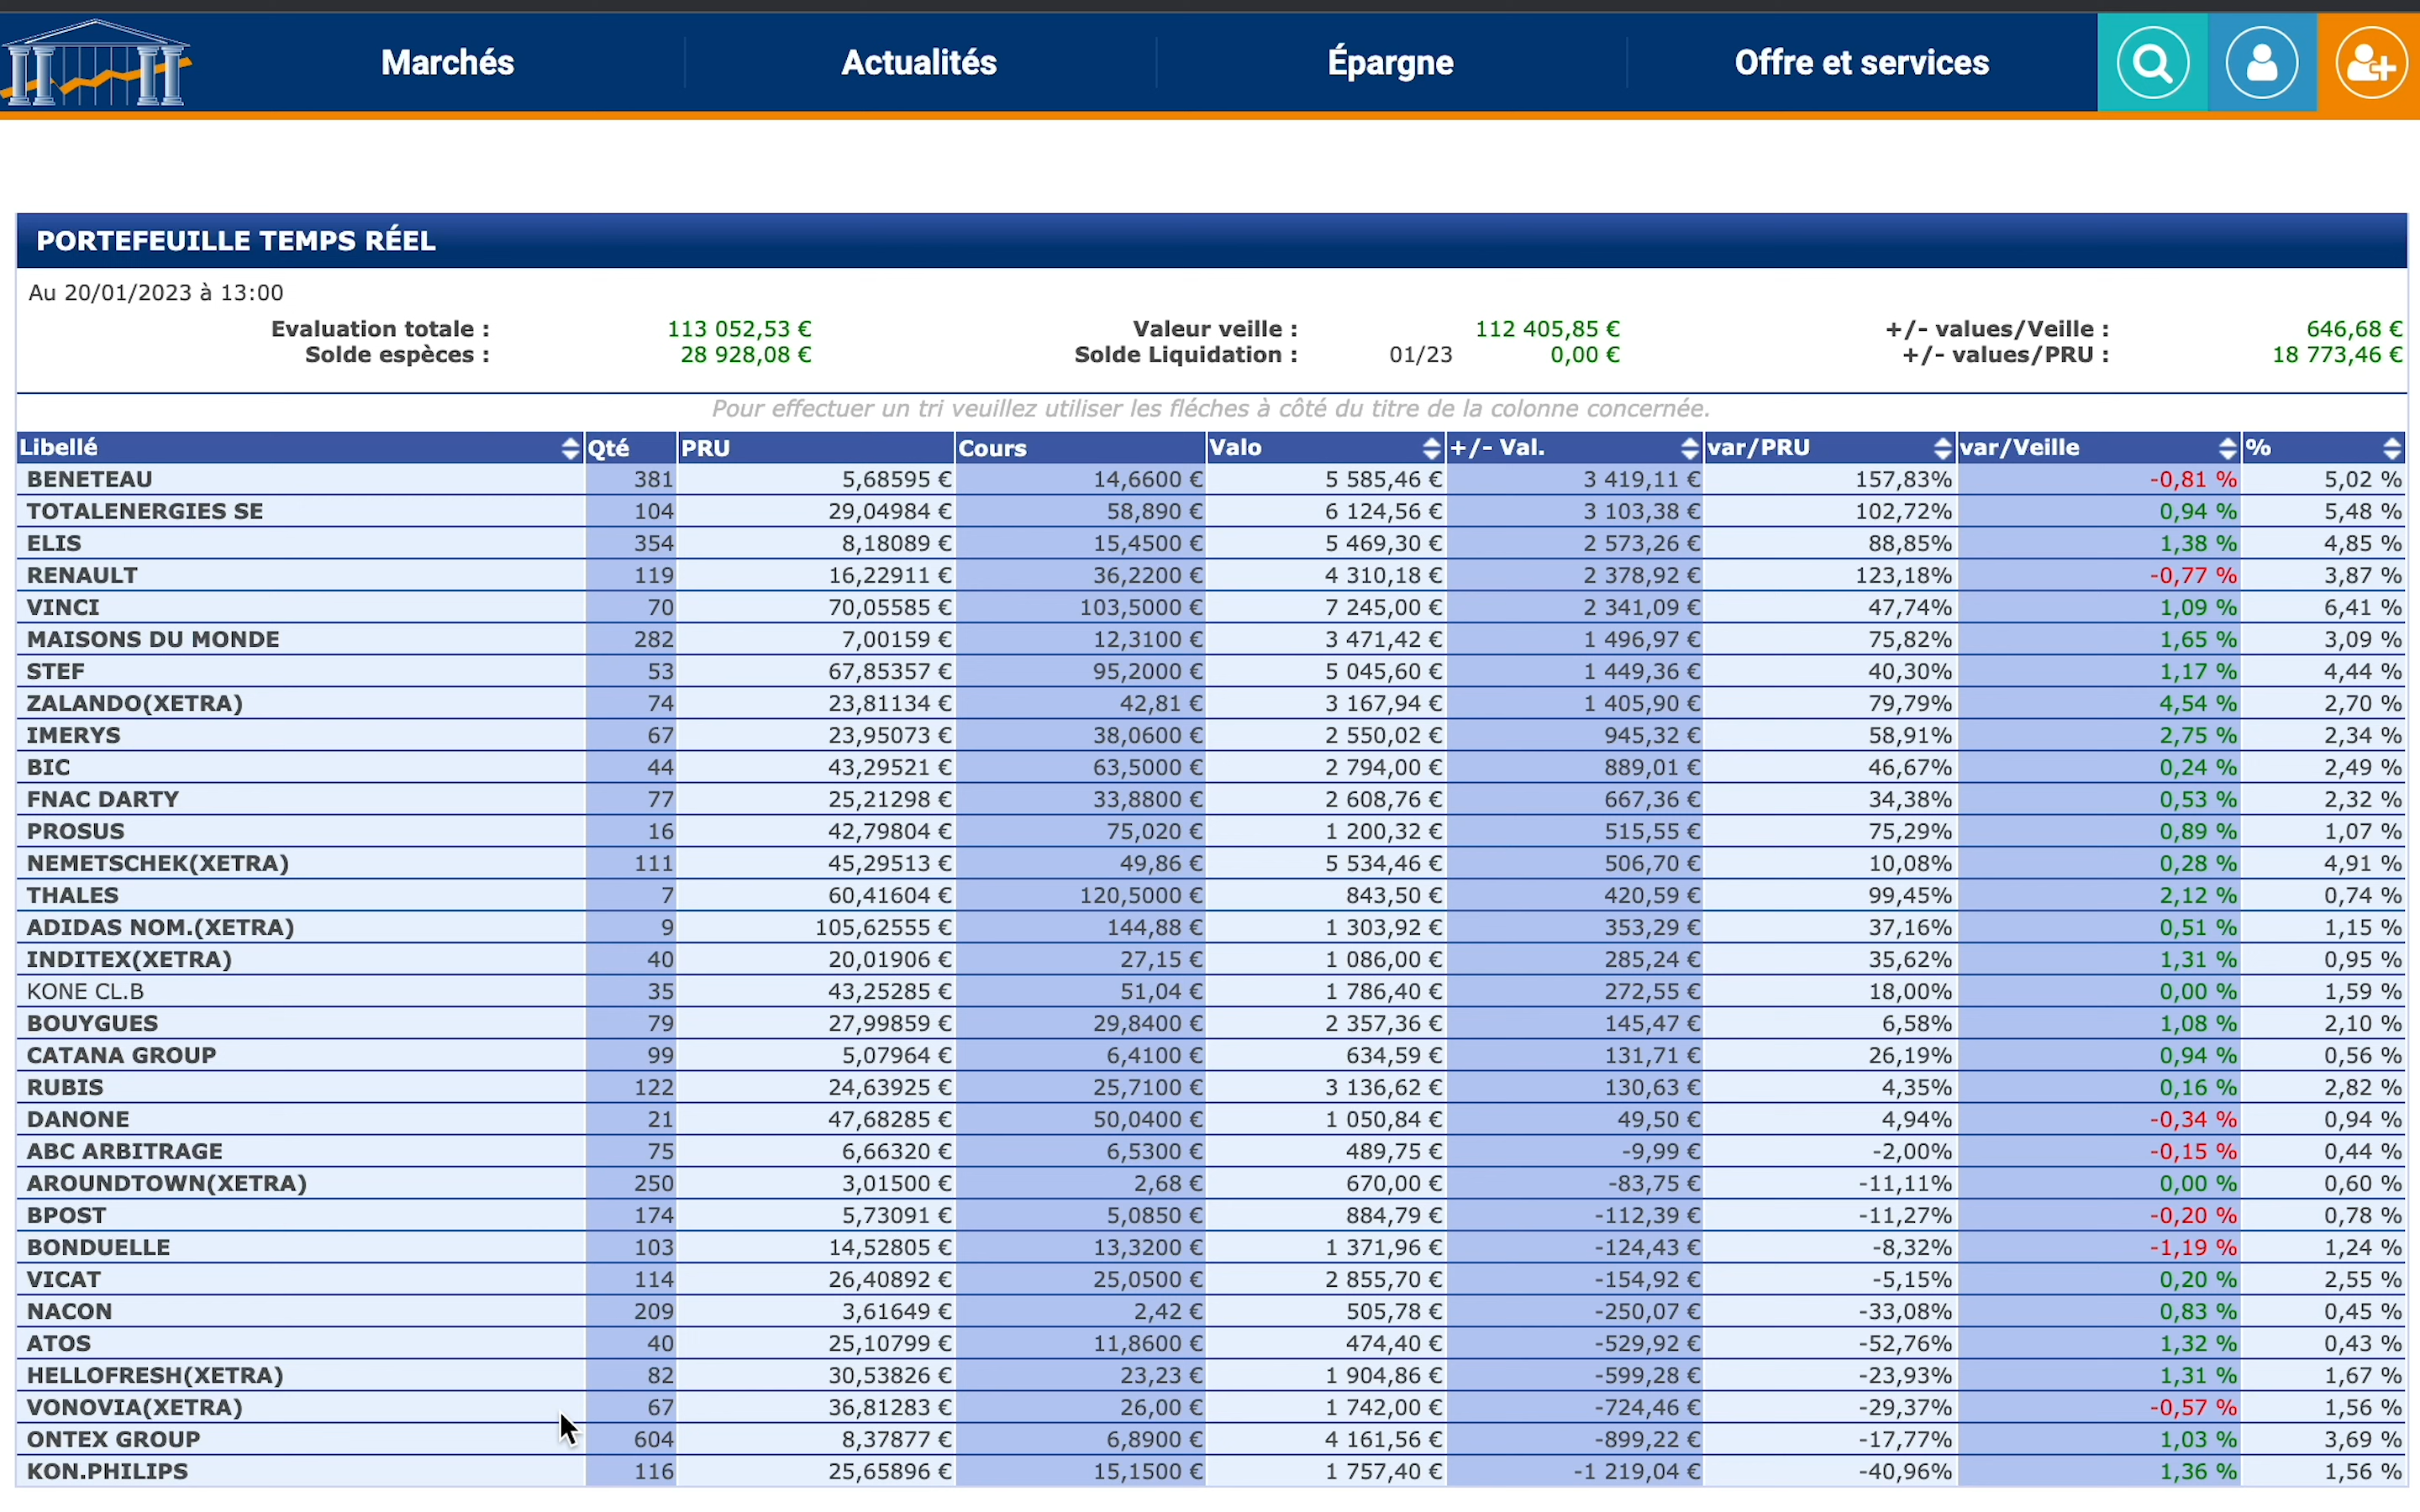 Marchés Actualités Épargne Offre et services
PORTEFEUILLE TEMPS RÉEL
Au 20/01/2023 à 13:00
Evaluation totale : 113 052,53 € Valeur veille : 112 405,85 € +/- values/Veille : 646,68 €
Solde espèces : 28 928,08 € Solde Liquidation : 01/23 0,00 € +/- values/PRU : 18 773,46 €
Pour effectuer un tri veuillez utiliser les fléches à côté du titre de la colonne concernée.
Libellé Qté PRU Cours Valo +/- Val. var/PRU var/Veille %
BENETEAU 381 5,68595 € 14,6600 € 5 585,46 € 3 419,11 € 157,83% -0,81 % 5,02 %
TOTALENERGIES SE 104 29,04984 € 58,890 € 6 124,56 € 3 103,38 € 102,72% 0,94 % 5,48 %
ELIS 354 8,18089 € 15,4500 € 5 469,30 € 2 573,26 € 88,85% 1,38 % 4,85 %
RENAULT 119 16,22911 € 36,2200 € 4 310,18 € 2 378,92 € 123,18% -0,77 % 3,87 %
VINCI 70 70,05585 € 103,5000 € 7 245,00 € 2 341,09 € 47,74% 1,09 % 6,41 %
MAISONS DU MONDE 282 7,00159 € 12,3100 € 3 471,42 € 1 496,97 € 75,82% 1,65 % 3,09 %
STEF 53 67,85357 € 95,2000 € 5 045,60 € 1 449,36 € 40,30% 1,17 % 4,44 %
ZALANDO(XETRA) 74 23,81134 € 42,81 € 3 167,94 € 1 405,90 € 79,79% 4,54 % 2,70 %
IMERYS 67 23,95073 € 38,0600 € 2 550,02 € 945,32 € 58,91% 2,75 % 2,34 %
BIC 44 43,29521 € 63,5000 € 2 794,00 € 889,01 € 46,67% 0,24 % 2,49 %
FNAC DARTY 77 25,21298 € 33,8800 € 2 608,76 € 667,36 € 34,38% 0,53 % 2,32 %
PROSUS 16 42,79804 € 75,020 € 1 200,32 € 515,55 € 75,29% 0,89 % 1,07 %
NEMETSCHEK(XETRA) 111 45,29513 € 49,86 € 5 534,46 € 506,70 € 10,08% 0,28 % 4,91 %
THALES 7 60,41604 € 120,5000 € 843,50 € 420,59 € 99,45% 2,12 % 0,74 %
ADIDAS NOM.(XETRA) 9 105,62555 € 144,88 € 1 303,92 € 353,29 € 37,16% 0,51 % 1,15 %
INDITEX(XETRA) 40 20,01906 € 27,15 € 1 086,00 € 285,24 € 35,62% 1,31 % 0,95 %
KONE CL.B 35 43,25285 € 51,04 € 1 786,40 € 272,55 € 18,00% 0,00 % 1,59 %
BOUYGUES 79 27,99859 € 29,8400 € 2 357,36 € 145,47 € 6,58% 1,08 % 2,10 %
CATANA GROUP 99 5,07964 € 6,4100 € 634,59 € 131,71 € 26,19% 0,94 % 0,56 %
RUBIS 122 24,63925 € 25,7100 € 3 136,62 € 130,63 € 4,35% 0,16 % 2,82 %
DANONE 21 47,68285 € 50,0400 € 1 050,84 € 49,50 € 4,94% -0,34 % 0,94 %
ABC ARBITRAGE 75 6,66320 € 6,5300 € 489,75 € -9,99 € -2,00% -0,15 % 0,44 %
AROUNDTOWN(XETRA) 250 3,01500 € 2,68 € 670,00 € -83,75 € -11,11% 0,00 % 0,60 %
BPOST 174 5,73091 € 5,0850 € 884,79 € -112,39 € -11,27% -0,20 % 0,78 %
BONDUELLE 103 14,52805 € 13,3200 € 1 371,96 € -124,43 € -8,32% -1,19 % 1,24 %
VICAT 114 26,40892 € 25,0500 € 2 855,70 € -154,92 € -5,15% 0,20 % 2,55 %
NACON 209 3,61649 € 2,42 € 505,78 € -250,07 € -33,08% 0,83 % 0,45 %
ATOS 40 25,10799 € 11,8600 € 474,40 € -529,92 € -52,76% 1,32 % 0,43 %
HELLOFRESH(XETRA) 82 30,53826 € 23,23 € 1 904,86 € -599,28 € -23,93% 1,31 % 1,67 %
VONOVIA(XETRA) 67 36,81283 € 26,00 € 1 742,00 € -724,46 € -29,37% -0,57 % 1,56 %
ONTEX GROUP 604 8,37877 € 6,8900 € 4 161,56 € -899,22 € -17,77% 1,03 % 3,69 %
KON.PHILIPS 116 25,65896 € 15,1500 € 1 757,40 € -1 219,04 € -40,96% 1,36 % 1,56 %